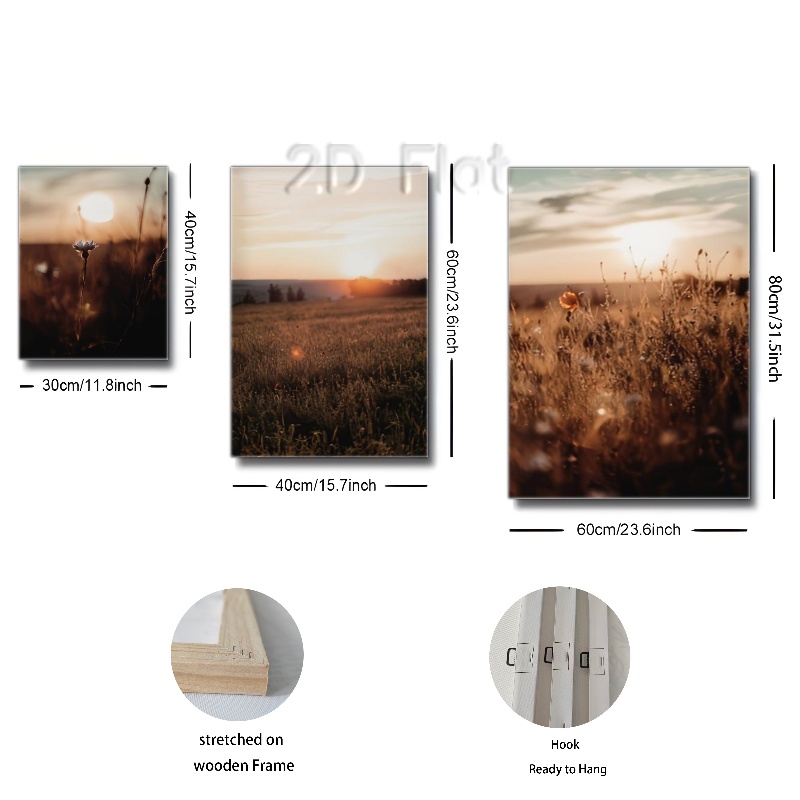 2D Flat
40cm/15.7inch
30cm/11.8inch
60cm/23.6inch
40cm/15.7inch
80cm/31.5inch
60cm/23.6inch
stretched on
wooden Frame
Hook
Ready to Hang